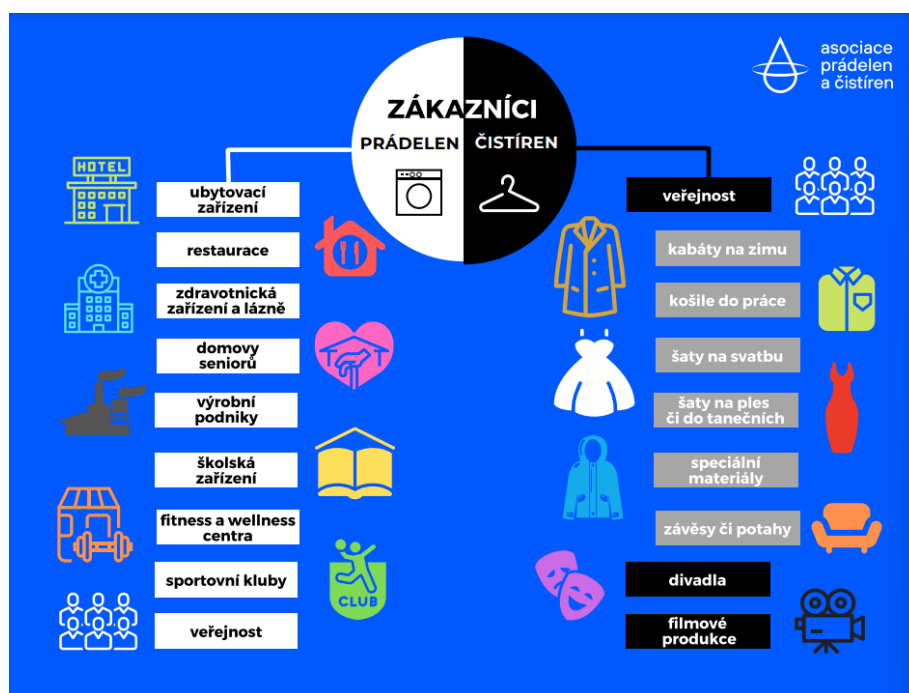 asociace
prádelen
a čistíren
ZÁKAZNÍCI
PRÁDELEN
ČISTÍREN
HOTEL
ubytovací
zařízení
restaurace
zdravotnická
zařízení a lázně
domovy
seniorů
výrobní
podniky
školská
zařízení
fitness a wellness
centra
sportovní kluby
CLUB
veřejnost
veřejnost
kabáty na zimu
košile do práce
šaty na svatbu
šaty na ples
či do tanečních
speciální
materiály
závěsy či potahy
divadla
filmové
produkce